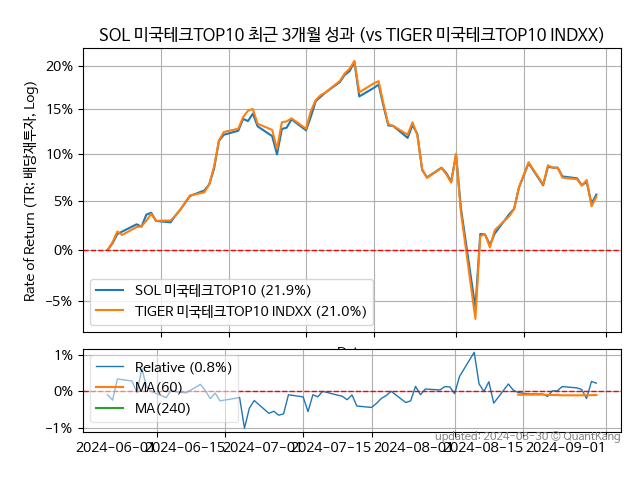 SOL 미국테크TOP10 최근 3개월 성과 (vs TIGER 미국테크TOP10 INDXX)
Rate of Return (TR: 배당재투자, Log)
20%
15%
10%
5%
0%
−5%
SOL 미국테크TOP10 (21.9%)
TIGER 미국테크TOP10 INDXX (21.0%)
1%
0%
−1%
Relative (0.8%)
MA(60)
MA(240)
updated: 2024-08-30 © QuantKang
2024-06-01 2024-06-15 2024-07-01 2024-07-15 2024-08-01 2024-08-15 2024-09-01